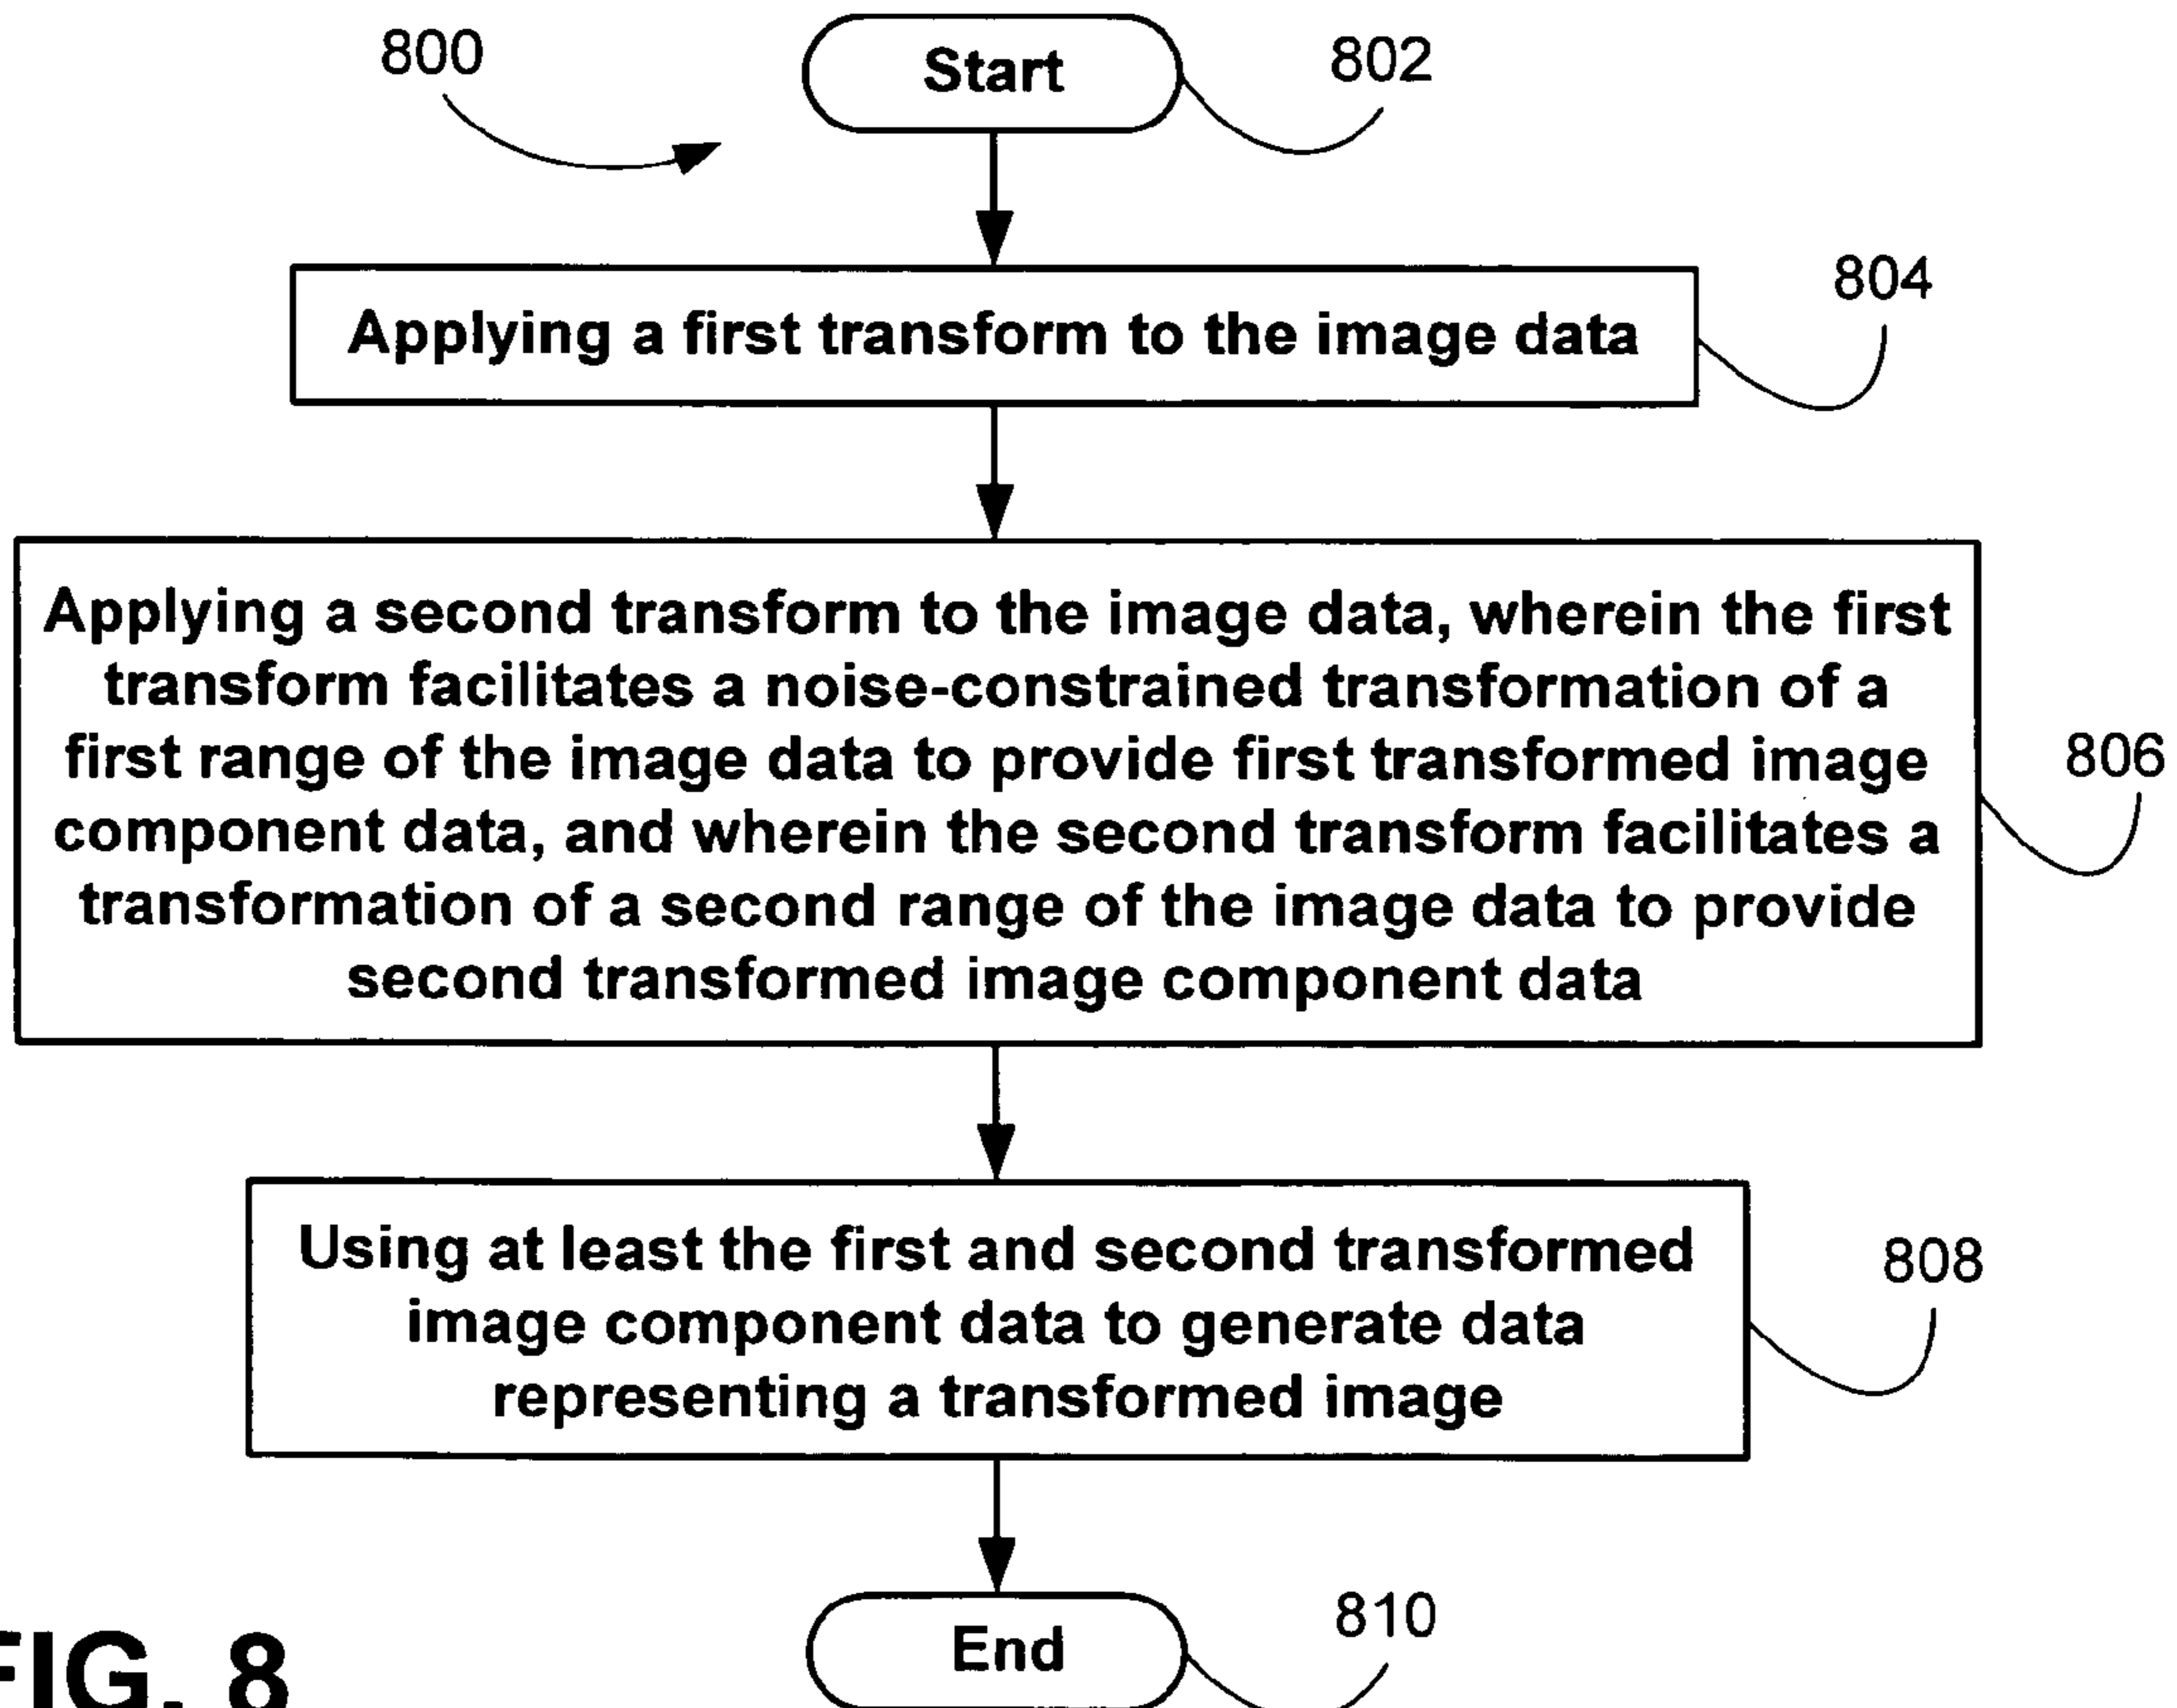 800
Start
802
804
Applying a first transform to the image data
Applying a second transform to the image data, wherein the first
transform facilitates a noise-constrained transformation of a
first range of the image data to provide first transformed image
component data, and wherein the second transform facilitates a
transformation of a second range of the image data to provide
second transformed image component data
806
Using at least the first and second transformed
image component data to generate data
representing a transformed image
808
End
810
FIG. 8